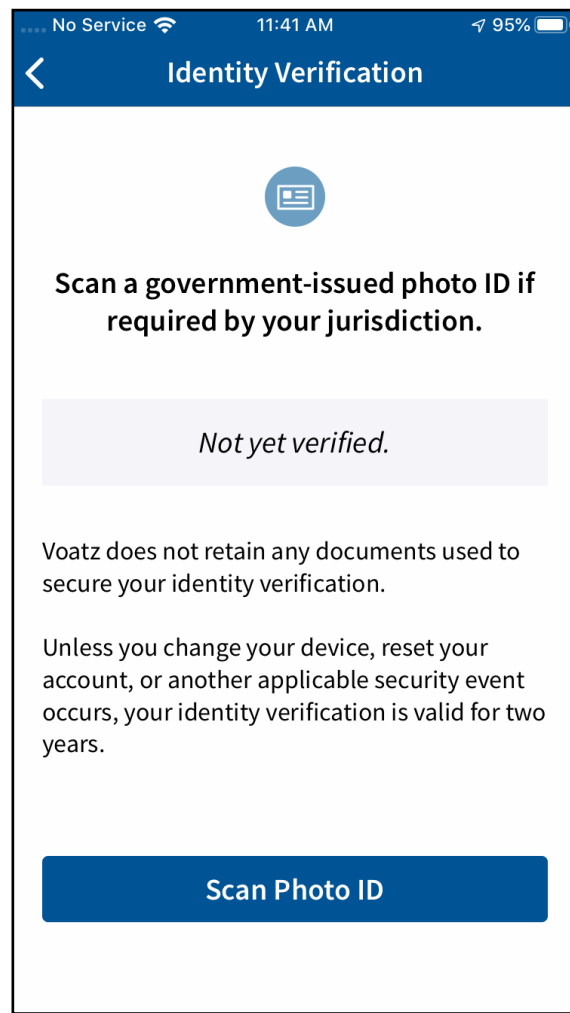 No Service 11:41 AM 95%
Identity Verification
Scan a government-issued photo ID if
required by your jurisdiction.
Not yet verified.
Voatz does not retain any documents used to
secure your identity verification.
Unless you change your device, reset your
account, or another applicable security event
occurs, your identity verification is valid for two
years.
Scan Photo ID